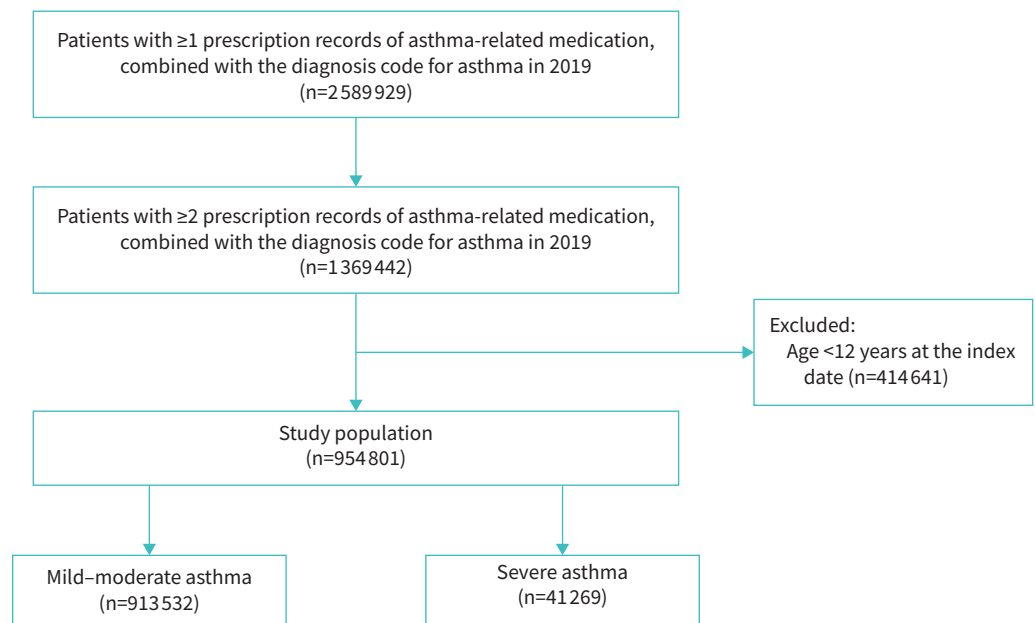 Patients with ≥1 prescription records of asthma-related medication,
combined with the diagnosis code for asthma in 2019
(n=2589929)
Patients with ≥2 prescription records of asthma-related medication,
combined with the diagnosis code for asthma in 2019
(n=1369442)
Excluded:
Age <12 years at the index
date (n=414641)
Study population
(n=954801)
Mild–moderate asthma
(n=913532)
Severe asthma
(n=41269)